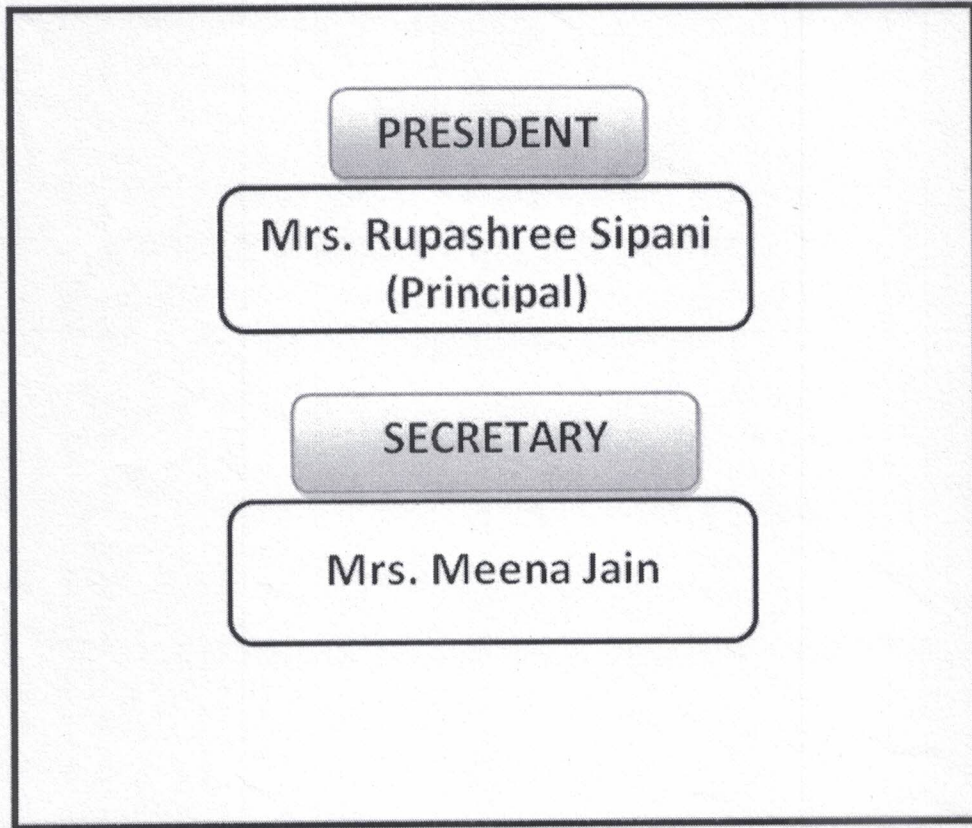 PRESIDENT
Mrs. Rupashree Sipani
(Principal)
SECRETARY
Mrs. Meena Jain